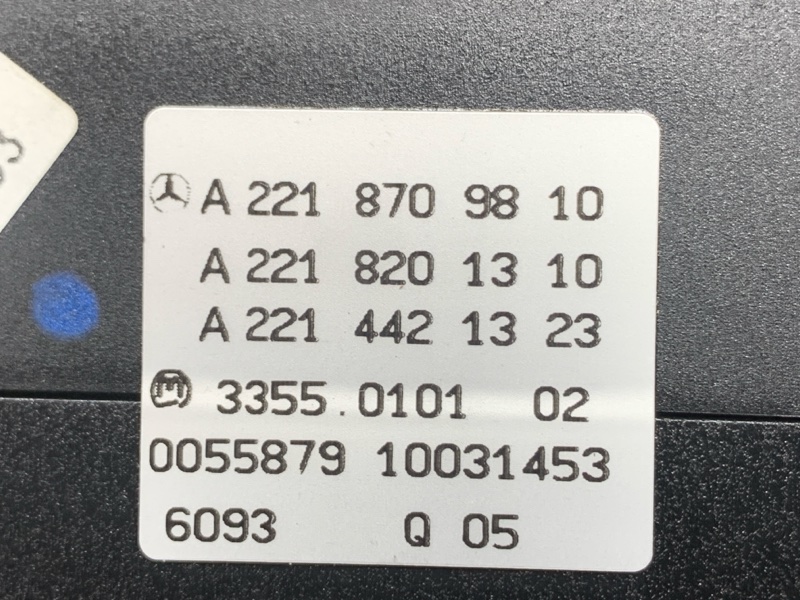 A 221 870 98 10
A 221 820 13 10
A 221 442 13 23
3355.0101 02
0055879 10031453
6093 Q 05